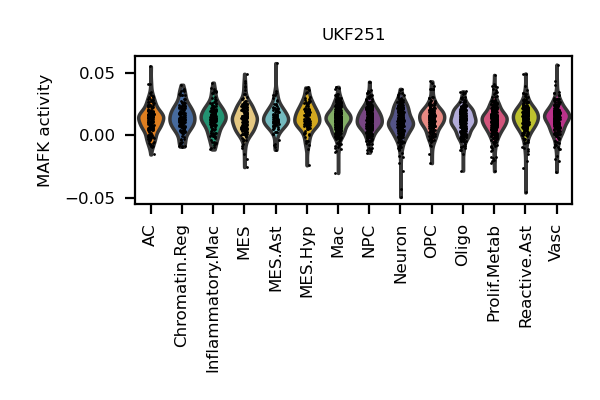 UKF251
MAFK activity
0.05
0.00
−0.05
AC
Chromatin.Reg
Inflammatory.Mac
MES
MES.Ast
MES.Hyp
Mac
NPC
Neuron
OPC
Oligo
Prolif.Metab
Reactive.Ast
Vasc